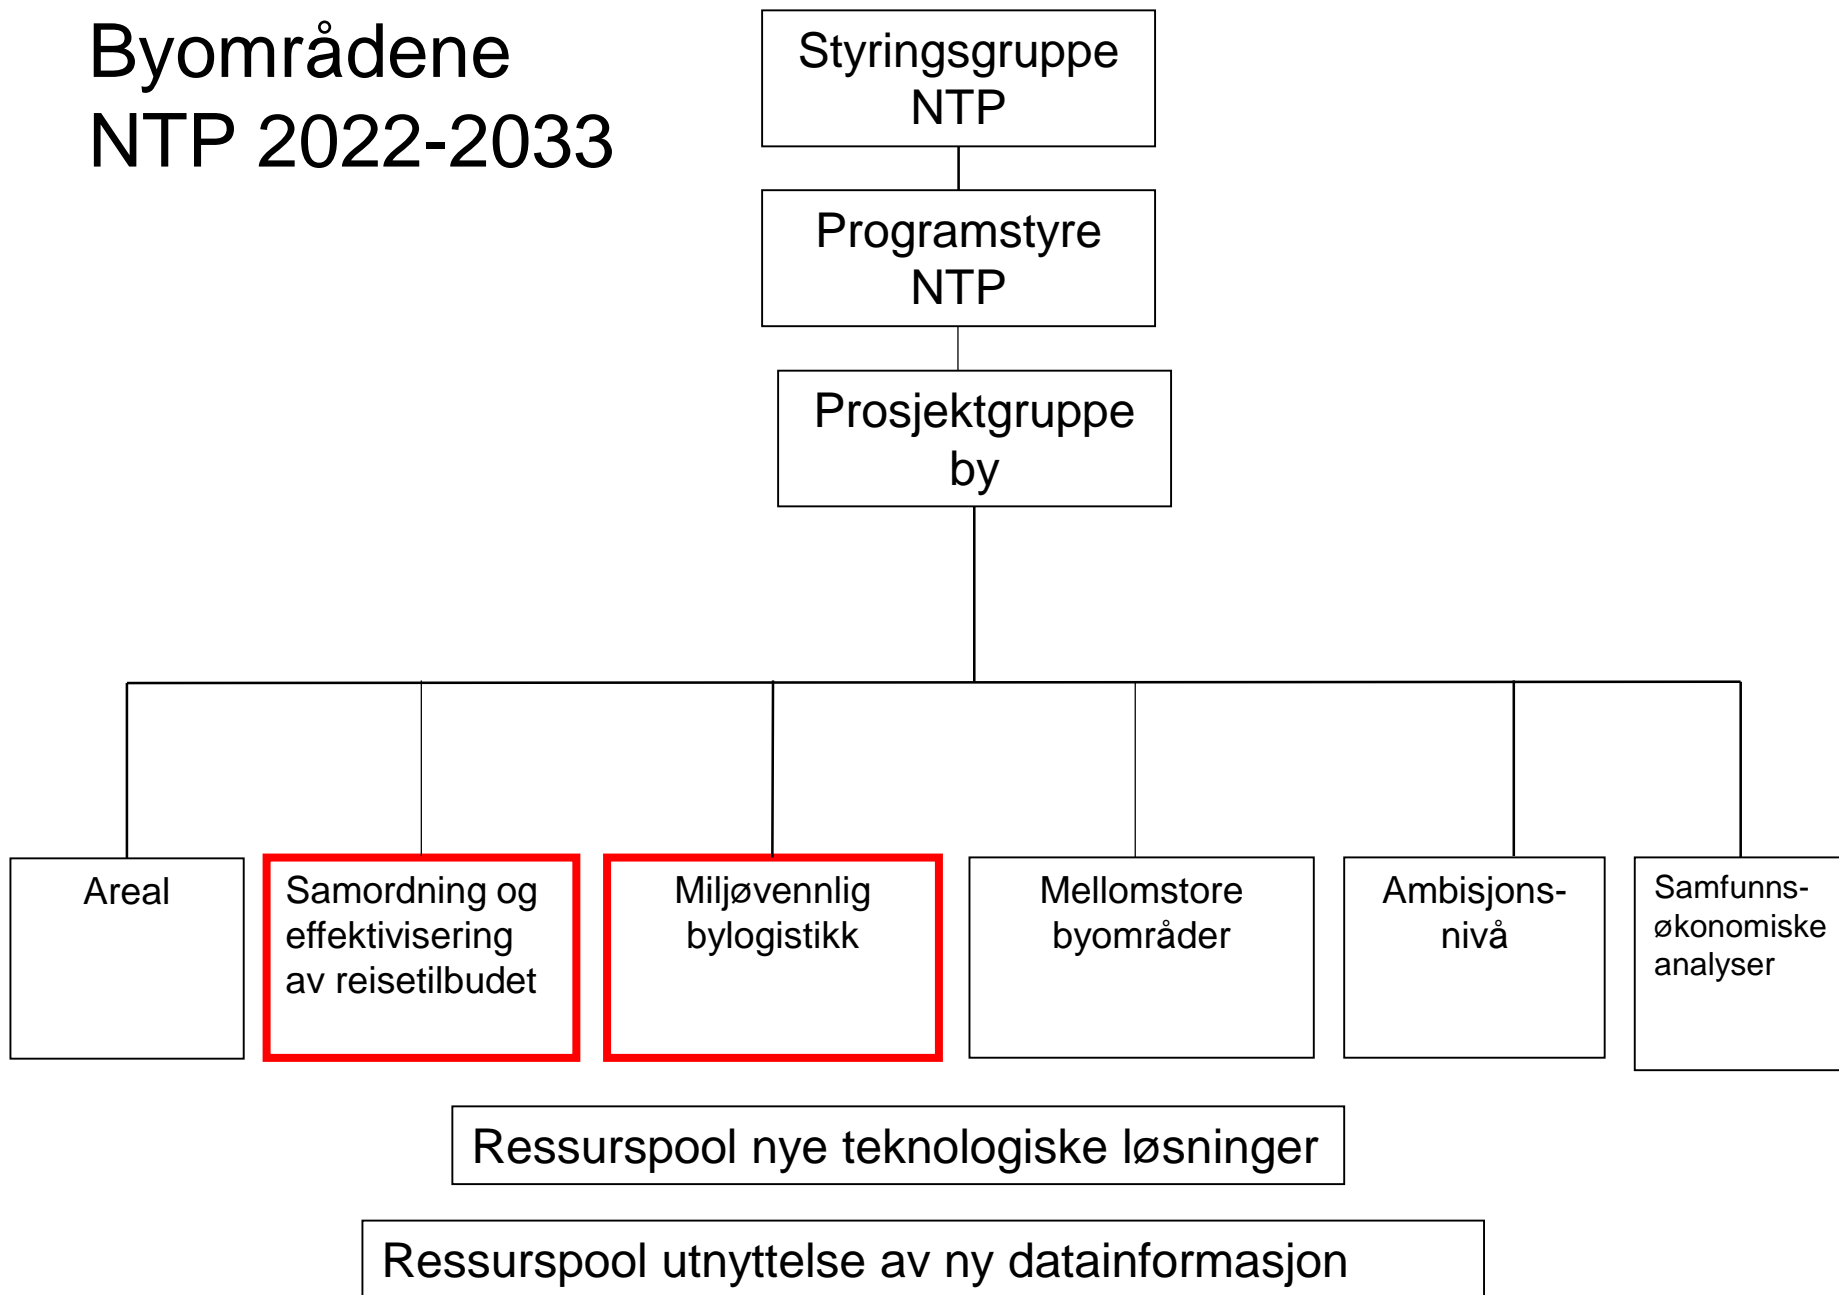 Byområdene
NTP 2022-2033
Styringsgruppe
NTP
Programstyre
NTP
Prosjektgruppe
by
Areal
Samordning og
effektivisering
av reisetilbudet
Miljøvennlig
bylogistikk
Mellomstore
byområder
Ambisjons-
nivå
Samfunns-
økonomiske
analyser
Ressurspool nye teknologiske løsninger
Ressurspool utnyttelse av ny datainformasjon